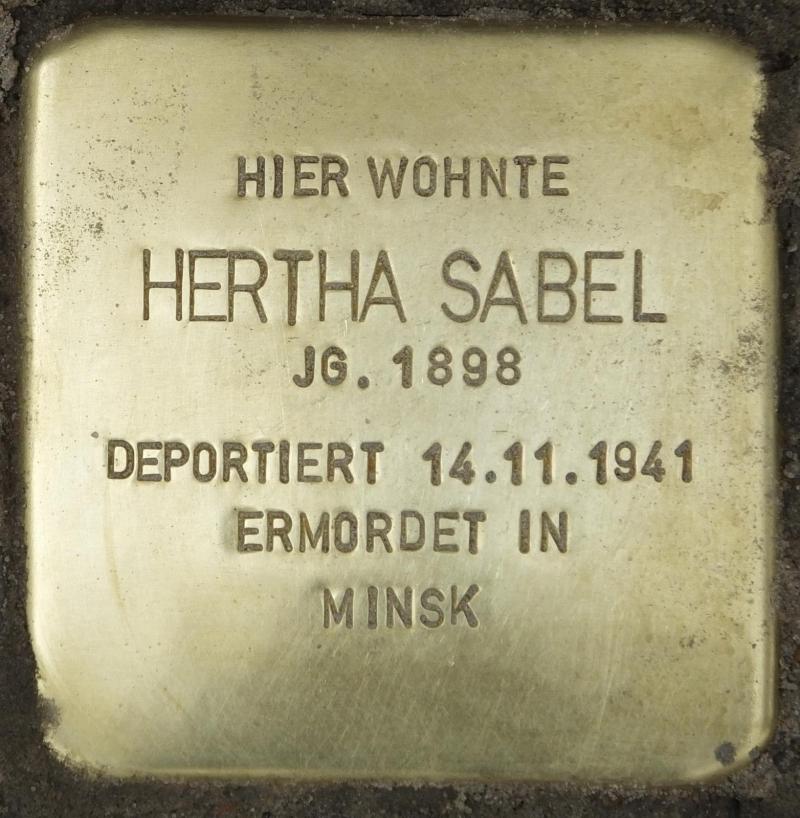 HIER WOHNTE
HERTHA SABEL
JG. 1898
DEPORTIERT 14.11.1941
ERMORDET IN
MINSK